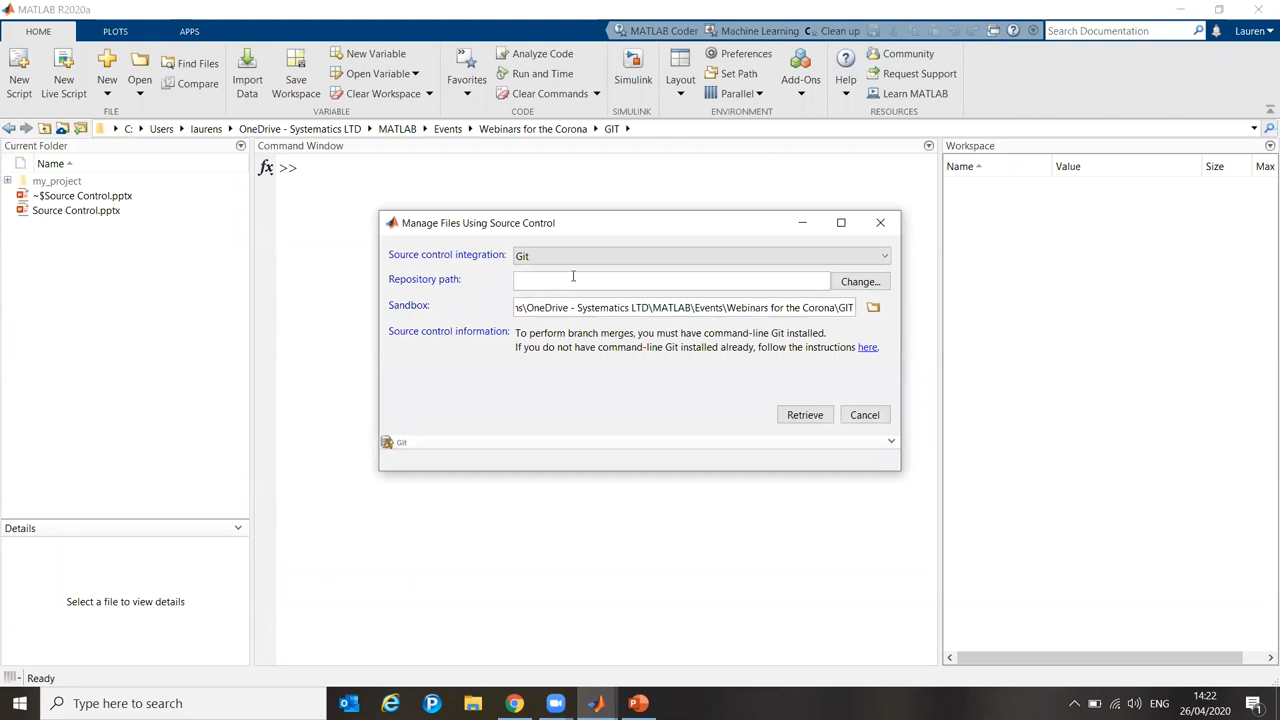 MATLAB R2020a
HOME PLOTS APPS MATLAB Coder Machine Learning Clean up Search Documentation Lauren
New Script
New Live Script
New
Open
Find Files
Compare
FILE
Import Data
Save Workspace
New Variable
Open Variable
Clear Workspace
VARIABLE
Favorites
Analyze Code
Run and Time
Clear Commands
CODE
Simulink
SIMULINK
Layout
Preferences
Set Path
Parallel
Add-Ons
ENVIRONMENT
Help
Community
Request Support
Learn MATLAB
RESOURCES
C: Users laurens OneDrive - Systematics LTD MATLAB Events Webinars for the Corona GIT
Current Folder
Name
my_project
~$Source Control.pptx
Source Control.pptx
Command Window
fx >>
Workspace
Name Value Size Max
Manage Files Using Source Control
Source control integration: Git
Repository path: Change...
Sandbox: ns\OneDrive - Systematics LTD\MATLAB\Events\Webinars for the Corona\GIT
Source control information: To perform branch merges, you must have command-line Git installed.
If you do not have command-line Git installed already, follow the instructions here.
Retrieve Cancel
Git
Details
Select a file to view details
Ready
Type here to search
ENG
14:22
26/04/2020
1